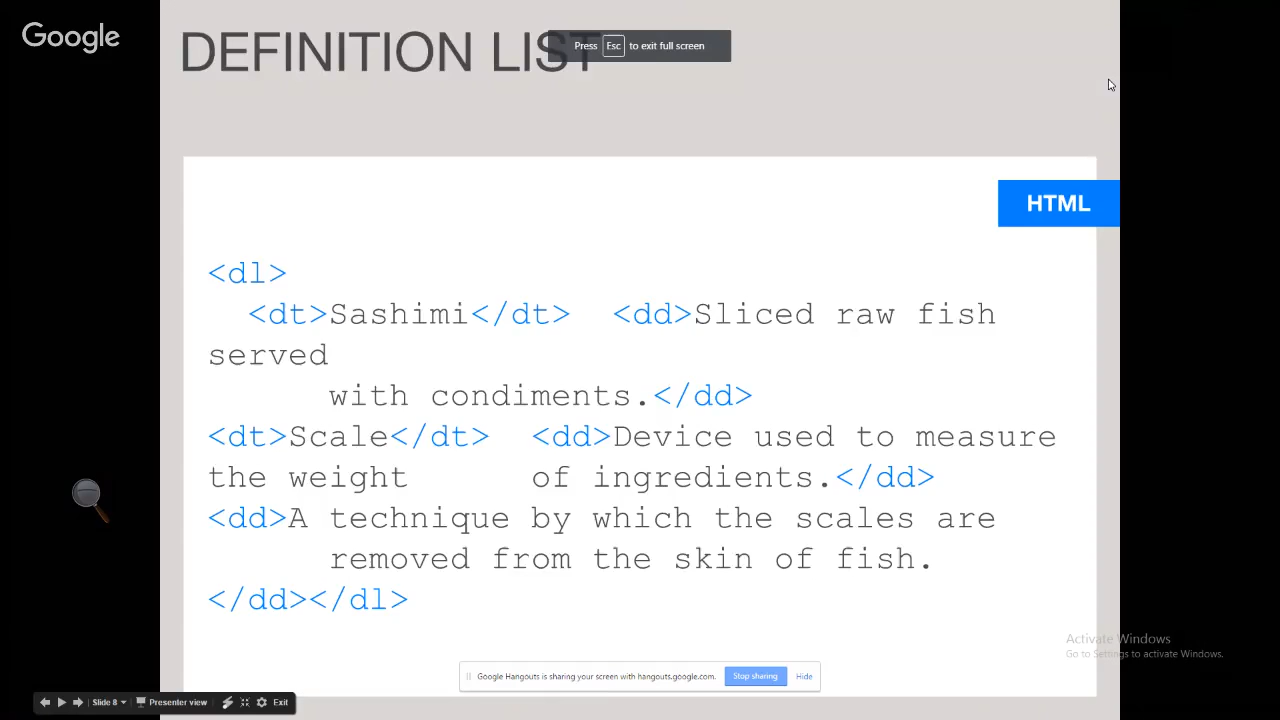 Google
DEFINITION LIST
Press Esc to exit full screen
HTML
<dl>
<dt>Sashimi</dt> <dd>Sliced raw fish
served
with condiments.</dd>
<dt>Scale</dt> <dd>Device used to measure
the weight of ingredients.</dd>
<dd>A technique by which the scales are
removed from the skin of fish.
</dd></dl>
Activate Windows
Go to Settings to activate Windows.
Google Hangouts is sharing your screen with hangouts.google.com. Stop sharing Hide
Slide 8 Presenter view Exit